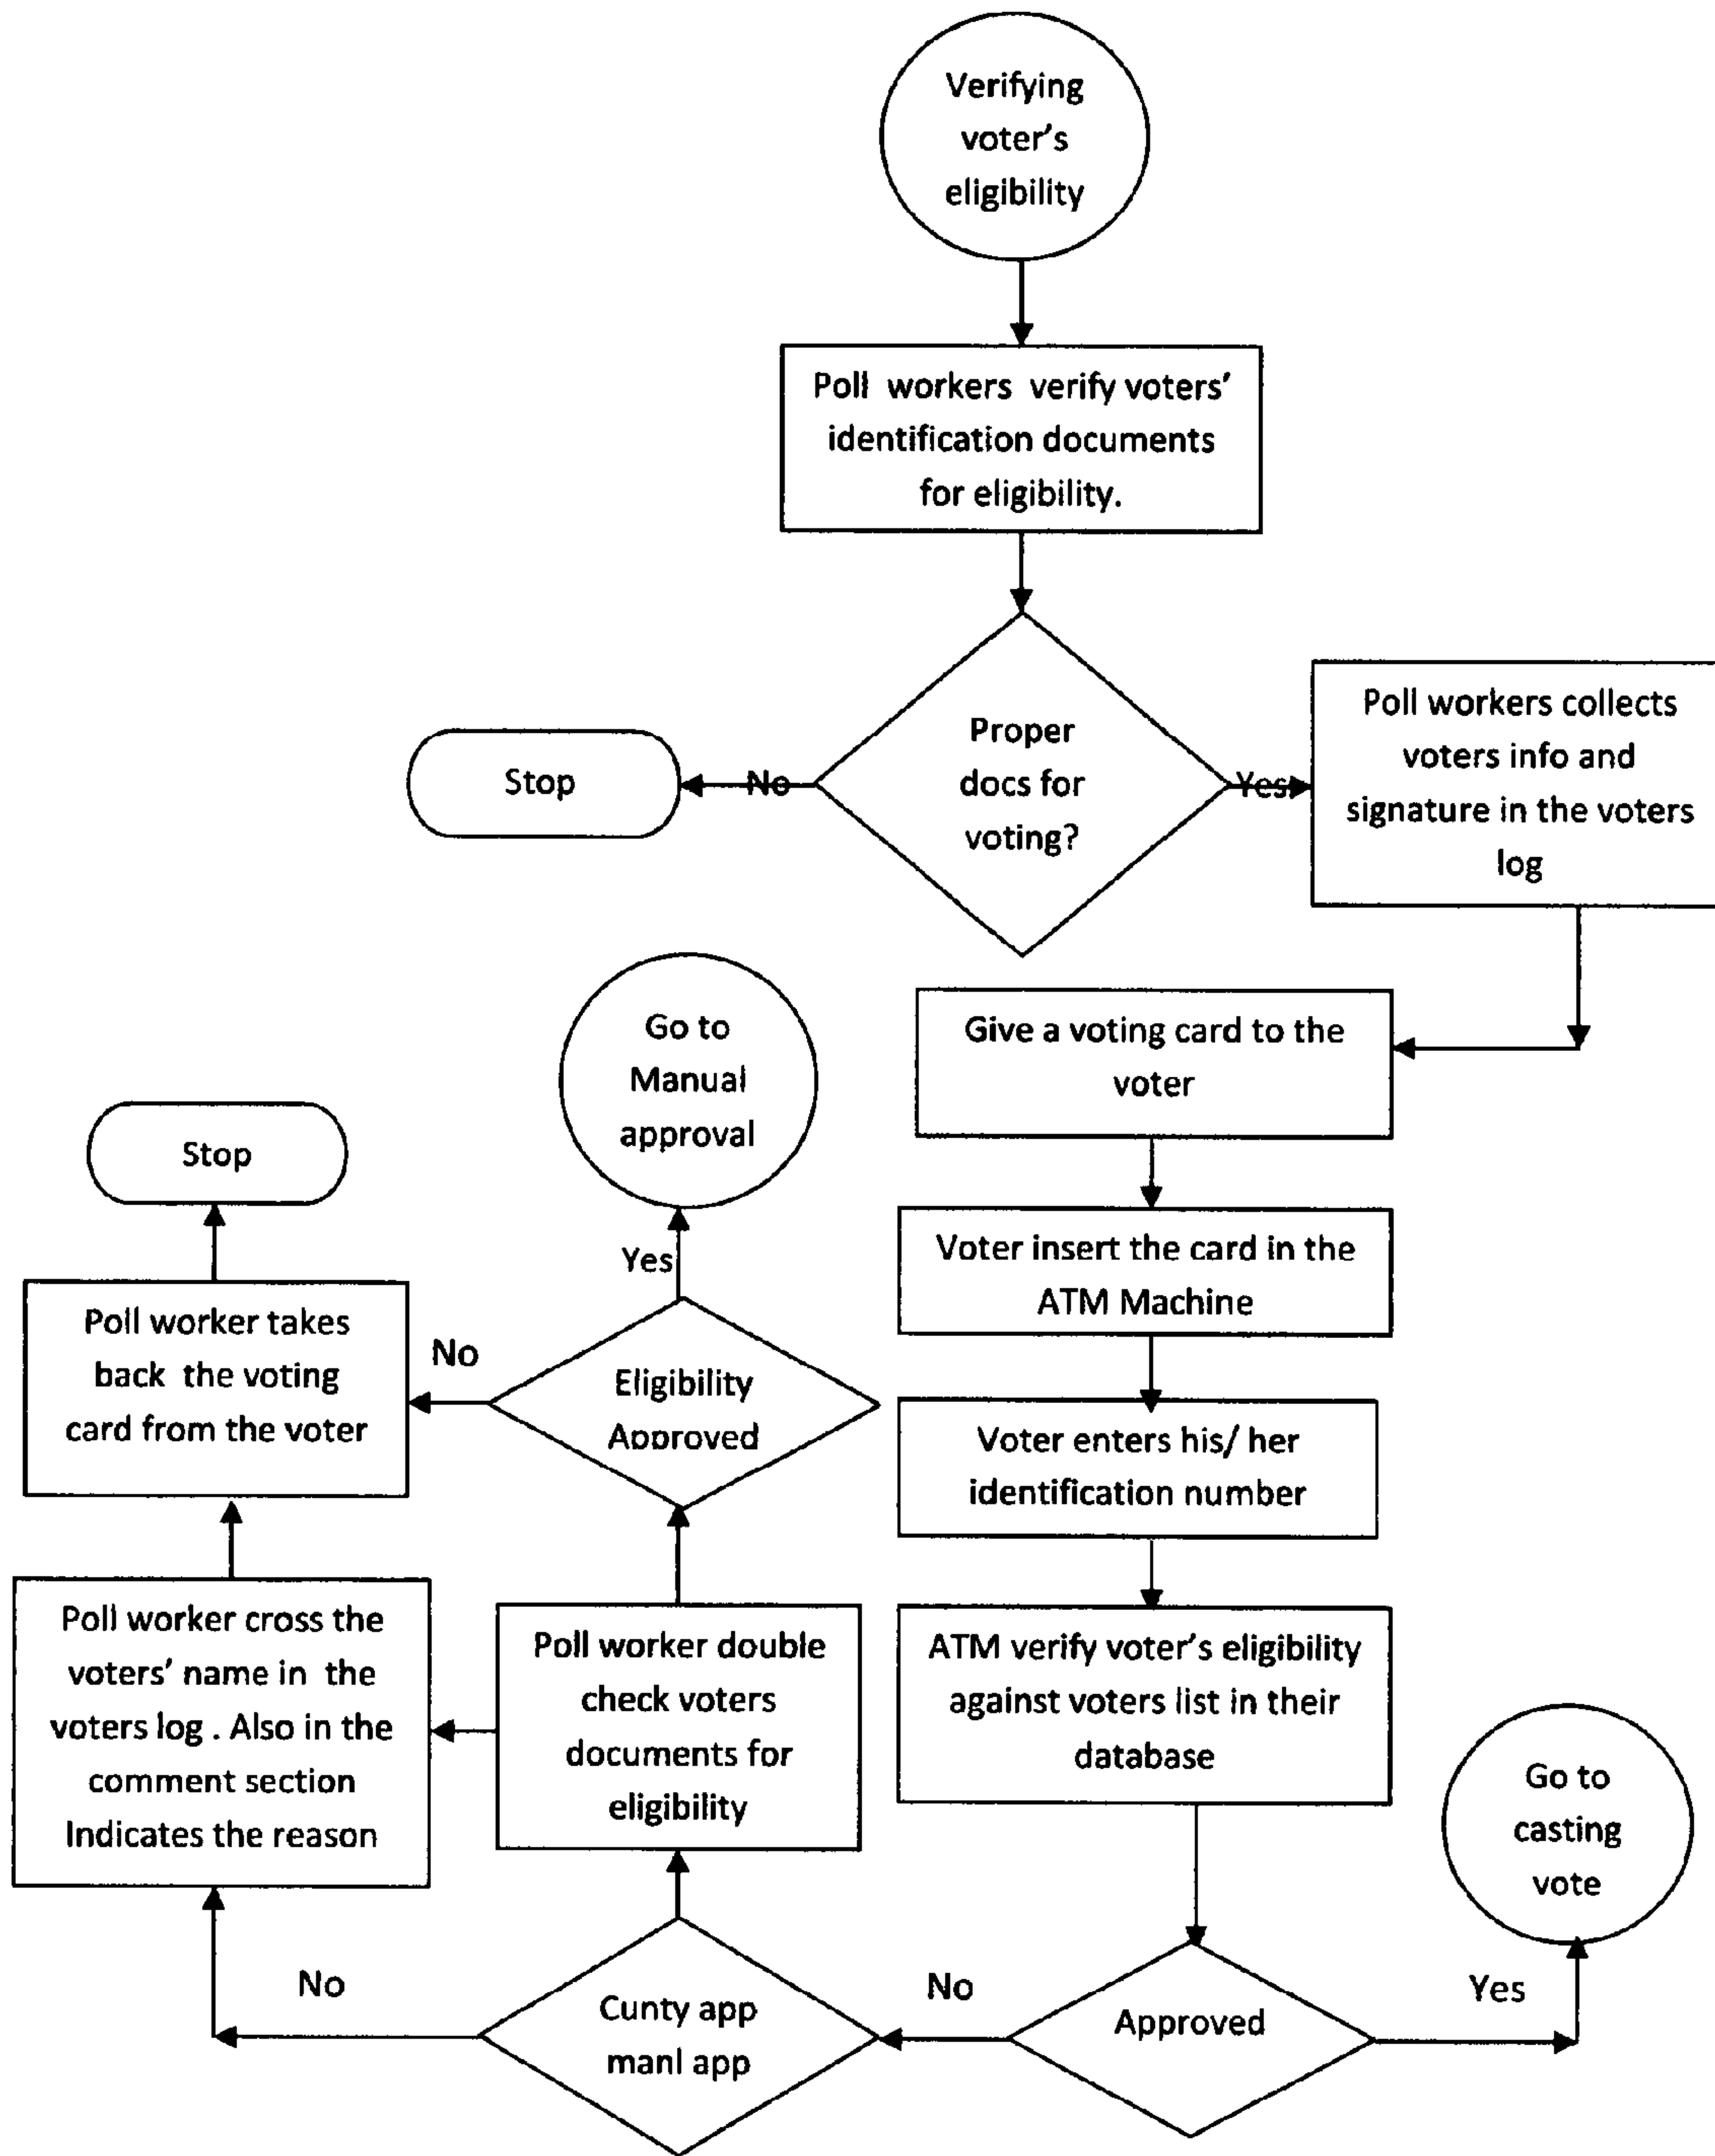 Verifying
voter's
eligibility
Poll workers verify voters'
identification documents
for eligibility.
Proper
docs for
voting?
No
Stop
Yes
Poll workers collects
voters info and
signature in the voters
log
Give a voting card to the
voter
Voter insert the card in the
ATM Machine
Voter enters his/ her
identification number
ATM verify voter's eligibility
against voters list in their
database
Approved
Yes
Go to
casting
vote
No
Cunty app
manl app
No
Poll worker double
check voters
documents for
eligibility
Poll worker cross the
voters' name in the
voters log . Also in the
comment section
Indicates the reason
Eligibility
Approved
Yes
Go to
Manual
approval
No
Poll worker takes
back the voting
card from the voter
Stop